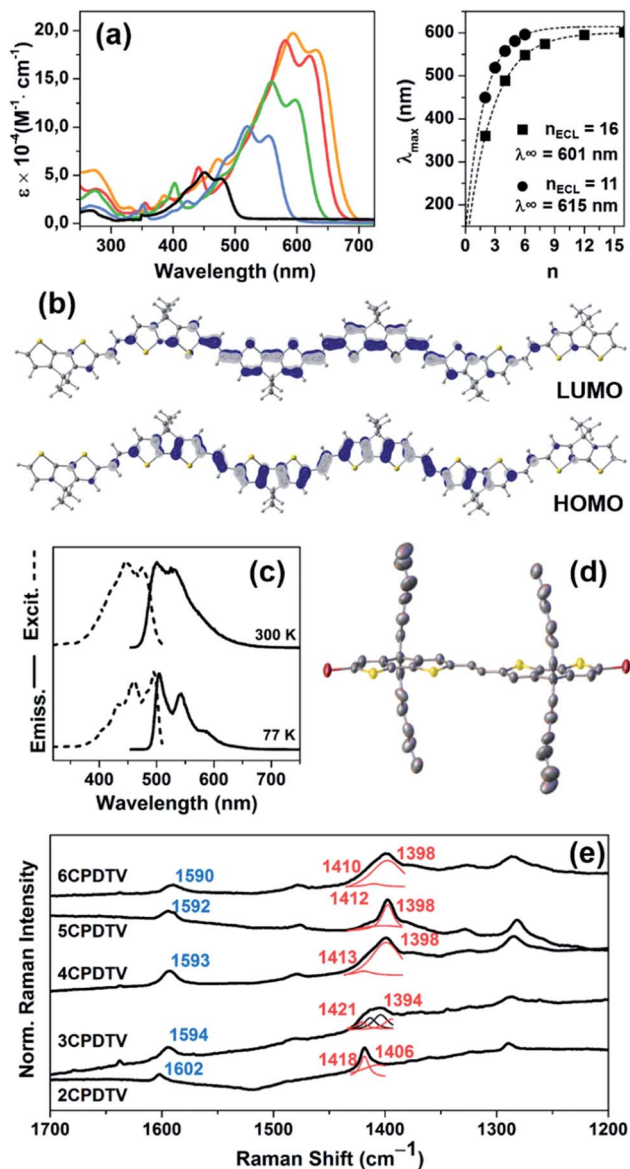 (a)
20,0
15,0
10,0
5,0
0,0
ε × 10⁻⁴(M⁻¹· cm⁻¹)
300 400 500 600 700
Wavelength (nm)
600
500
400
300
200
λmax (nm)
nECL = 16
λ∞ = 601 nm
nECL = 11
λ∞ = 615 nm
0 3 6 9 12 15
n
(b)
LUMO
HOMO
(c)
Emiss. Excit.
300 K
77 K
400 500 600 700
Wavelength (nm)
(d)
(e)
Norm. Raman Intensity
1590 1410 1398
6CPDTV
1592 1412 1398
5CPDTV
1593 1413 1398
4CPDTV
1594 1421 1394
3CPDTV
1602 1418 1406
2CPDTV
1700 1600 1500 1400 1300 1200
Raman Shift (cm⁻¹)